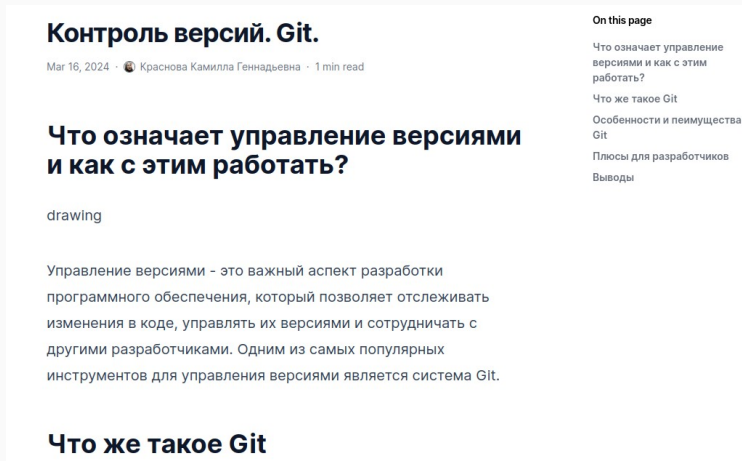 Контроль версий. Git.
Mar 16, 2024 · Краснова Камилла Геннадьевна · 1 min read
Что означает управление версиями
и как с этим работать?
drawing
Управление версиями - это важный аспект разработки
программного обеспечения, который позволяет отслеживать
изменения в коде, управлять их версиями и сотрудничать с
другими разработчиками. Одним из самых популярных
инструментов для управления версиями является система Git.
Что же такое Git
On this page
Что означает управление
версиями и как с этим
работать?
Что же такое Git
Особенности и пеимущества
Git
Плюсы для разработчиков
Выводы